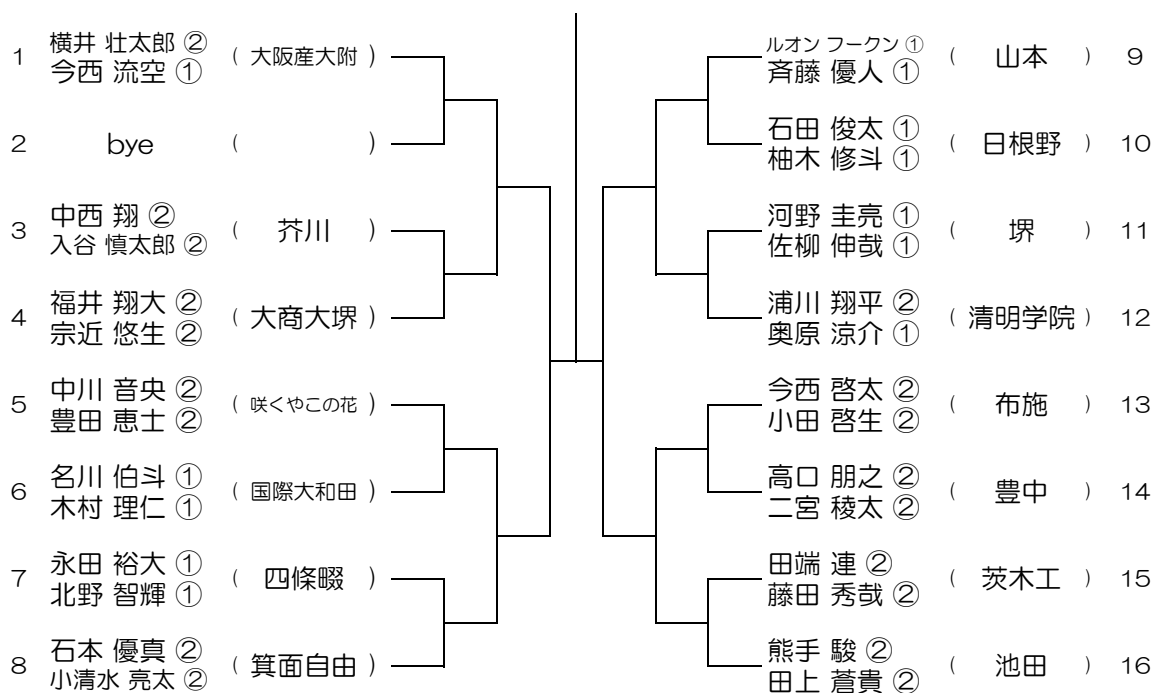 1 横井 壮太郎 ② ( 大阪産大附 )
今西 流空 ①
2 bye ( )
3 中西 翔 ② ( 芥川 )
入谷 慎太郎 ②
4 福井 翔大 ② ( 大商大堺 )
宗近 悠生 ②
5 中川 音央 ② ( 咲くやこの花 )
豊田 恵士 ②
6 名川 伯斗 ① ( 国際大和田 )
木村 理仁 ①
7 永田 裕大 ① ( 四條畷 )
北野 智輝 ①
8 石本 優真 ② ( 箕面自由 )
小清水 亮太 ②
ルオン フークン ① ( 山本 ) 9
斉藤 優人 ①
石田 俊太 ① ( 日根野 ) 10
柚木 修斗 ①
河野 圭亮 ① ( 堺 ) 11
佐柳 伸哉 ①
浦川 翔平 ② ( 清明学院 ) 12
奥原 涼介 ①
今西 啓太 ② ( 布施 ) 13
小田 啓生 ②
高口 朋之 ② ( 豊中 ) 14
二宮 稜太 ②
田端 連 ② ( 茨木工 ) 15
藤田 秀哉 ②
熊手 駿 ② ( 池田 ) 16
田上 蒼貴 ②